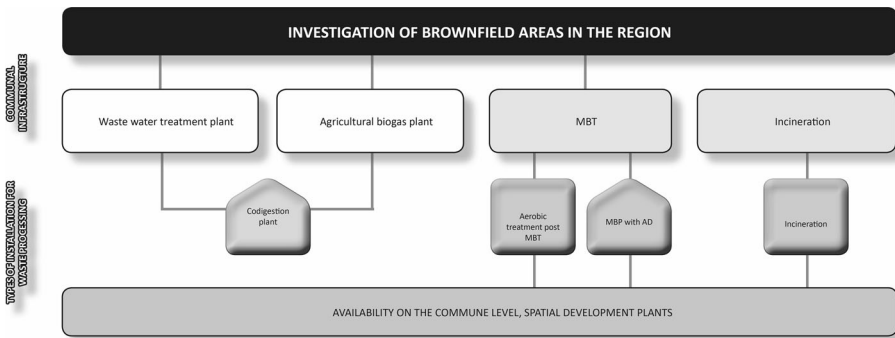 INVESTIGATION OF BROWNFIELD AREAS IN THE REGION
COMMUNAL
INFRASTRUCTURE
Waste water treatment plant
Agricultural biogas plant
MBT
Incineration
TYPES OF INSTALLATION FOR
WASTE PROCESSING
Codigestion
plant
Aerobic
treatment post
MBT
MBP with AD
Incineration
AVAILABILITY ON THE COMMUNE LEVEL, SPATIAL DEVELOPMENT PLANTS